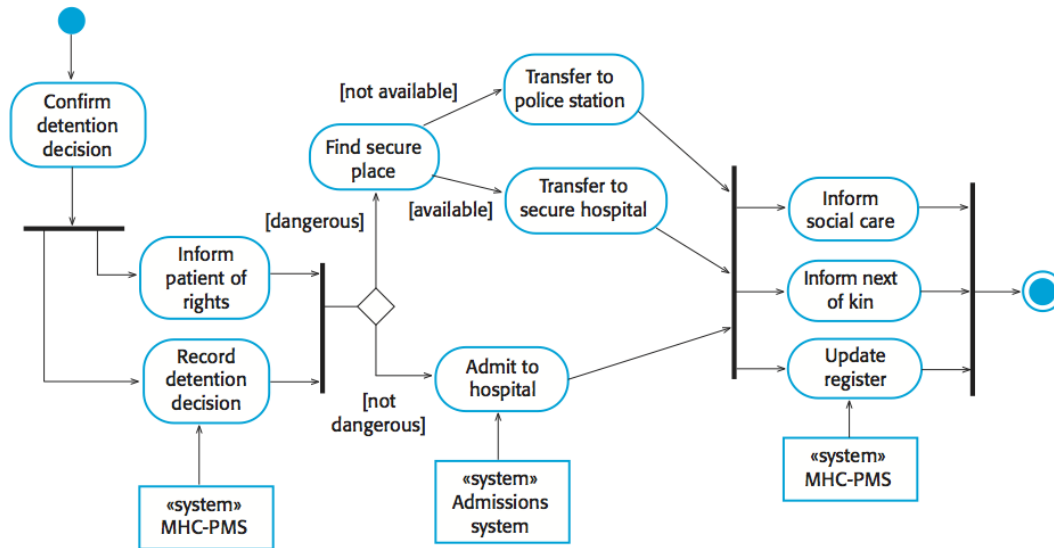 Confirm
detention
decision
Inform
patient of
rights
Record
detention
decision
«system»
MHC-PMS
[dangerous]
[not
dangerous]
Find secure
place
[not available]
[available]
Transfer to
police station
Transfer to
secure hospital
Admit to
hospital
«system»
Admissions
system
Inform
social care
Inform next
of kin
Update
register
«system»
MHC-PMS